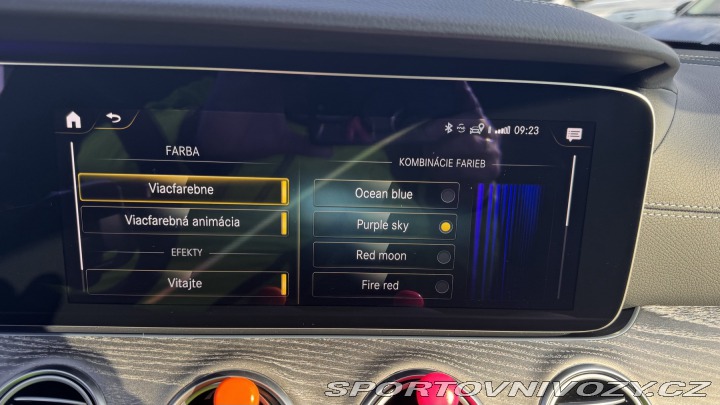 09:23
FARBA
Viacfarebne
Viacfarebná animácia
EFEKTY
Vitajte
KOMBINÁCIE FARIEB
Ocean blue
Purple sky
Red moon
Fire red
SPORTOVNIVOZY.CZ